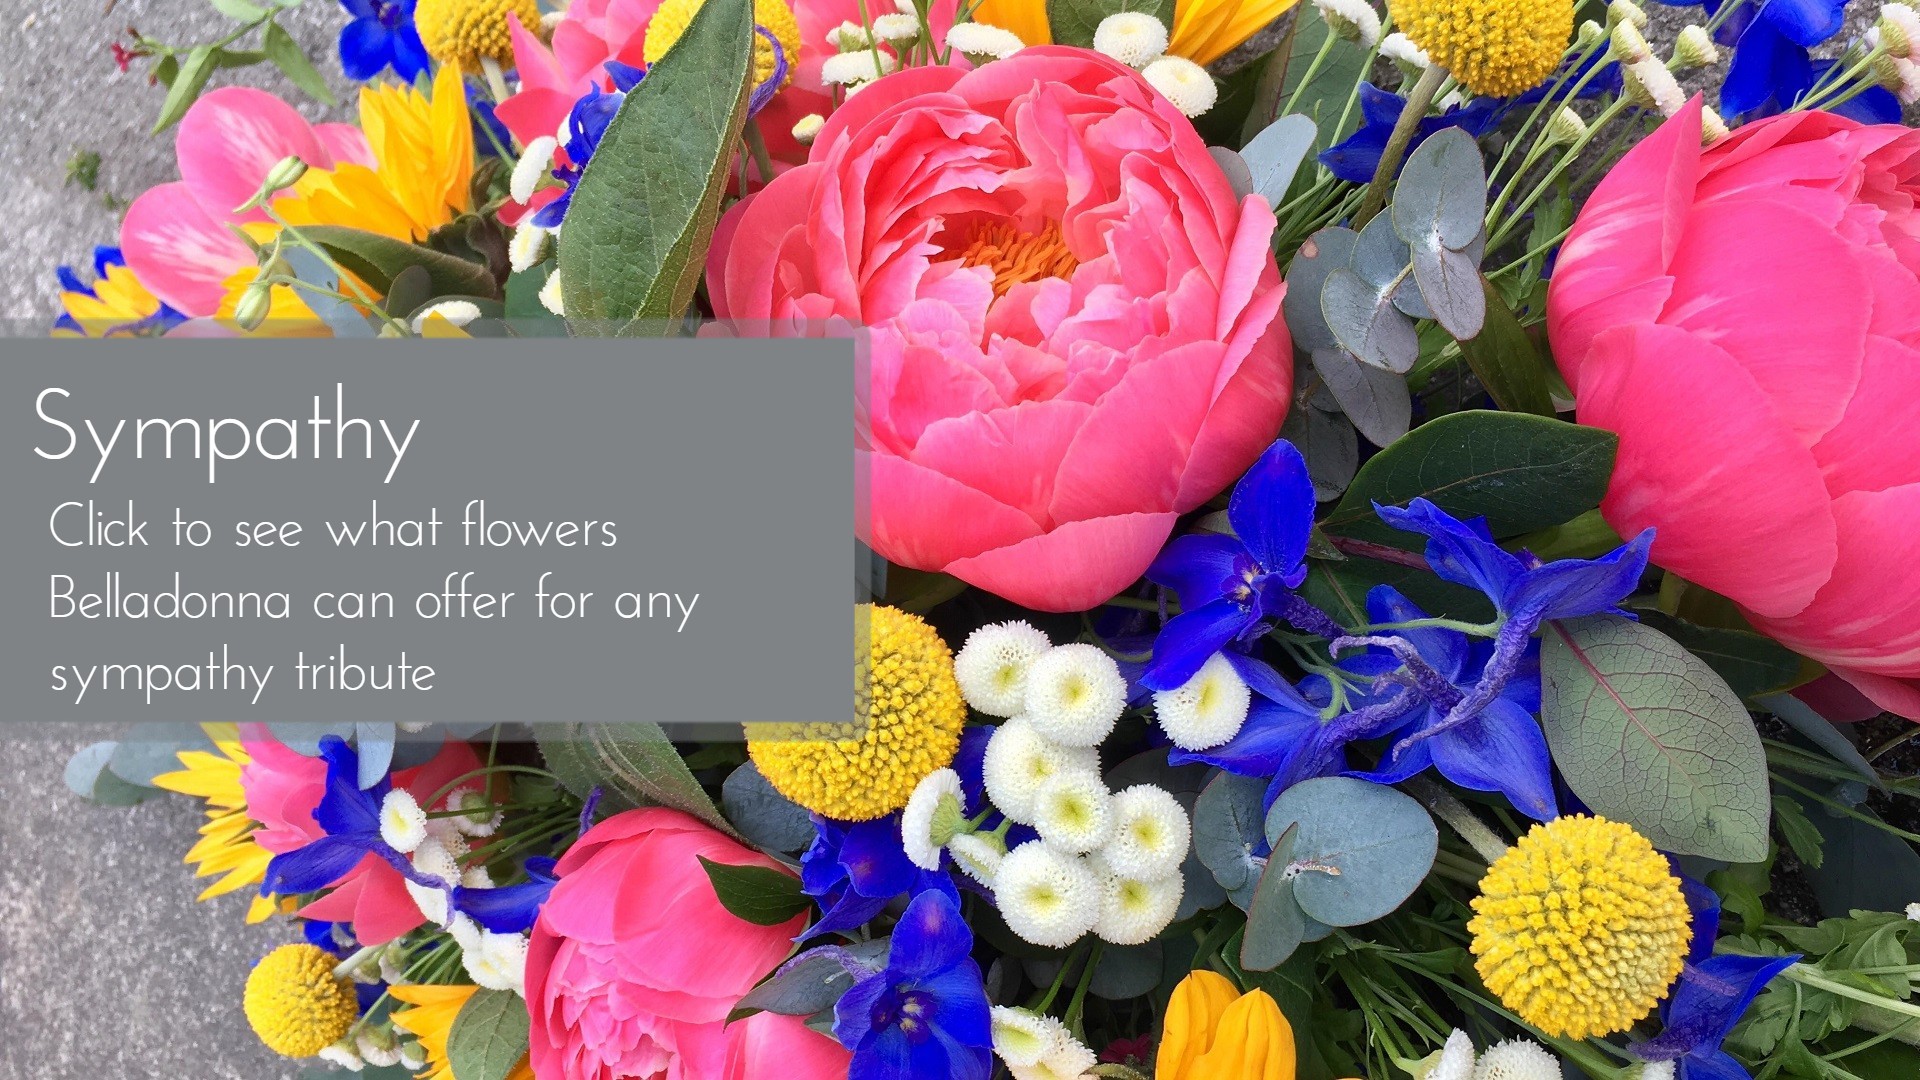 Sympathy
Click to see what flowers
Belladonna can offer for any
sympathy tribute